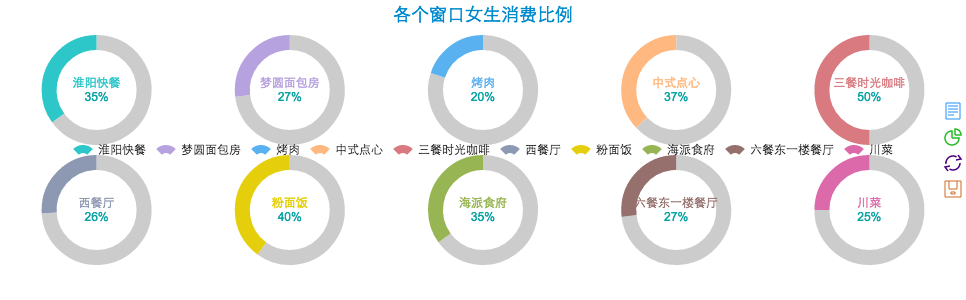 各个窗口女生消费比例
淮阳快餐
35%
梦圆面包房
27%
烤肉
20%
中式点心
37%
三餐时光咖啡
50%
淮阳快餐 梦圆面包房 烤肉 中式点心 三餐时光咖啡 西餐厅 粉面饭 海派食府 六餐东一楼餐厅 川菜
西餐厅
26%
粉面饭
40%
海派食府
35%
六餐东一楼餐厅
27%
川菜
25%